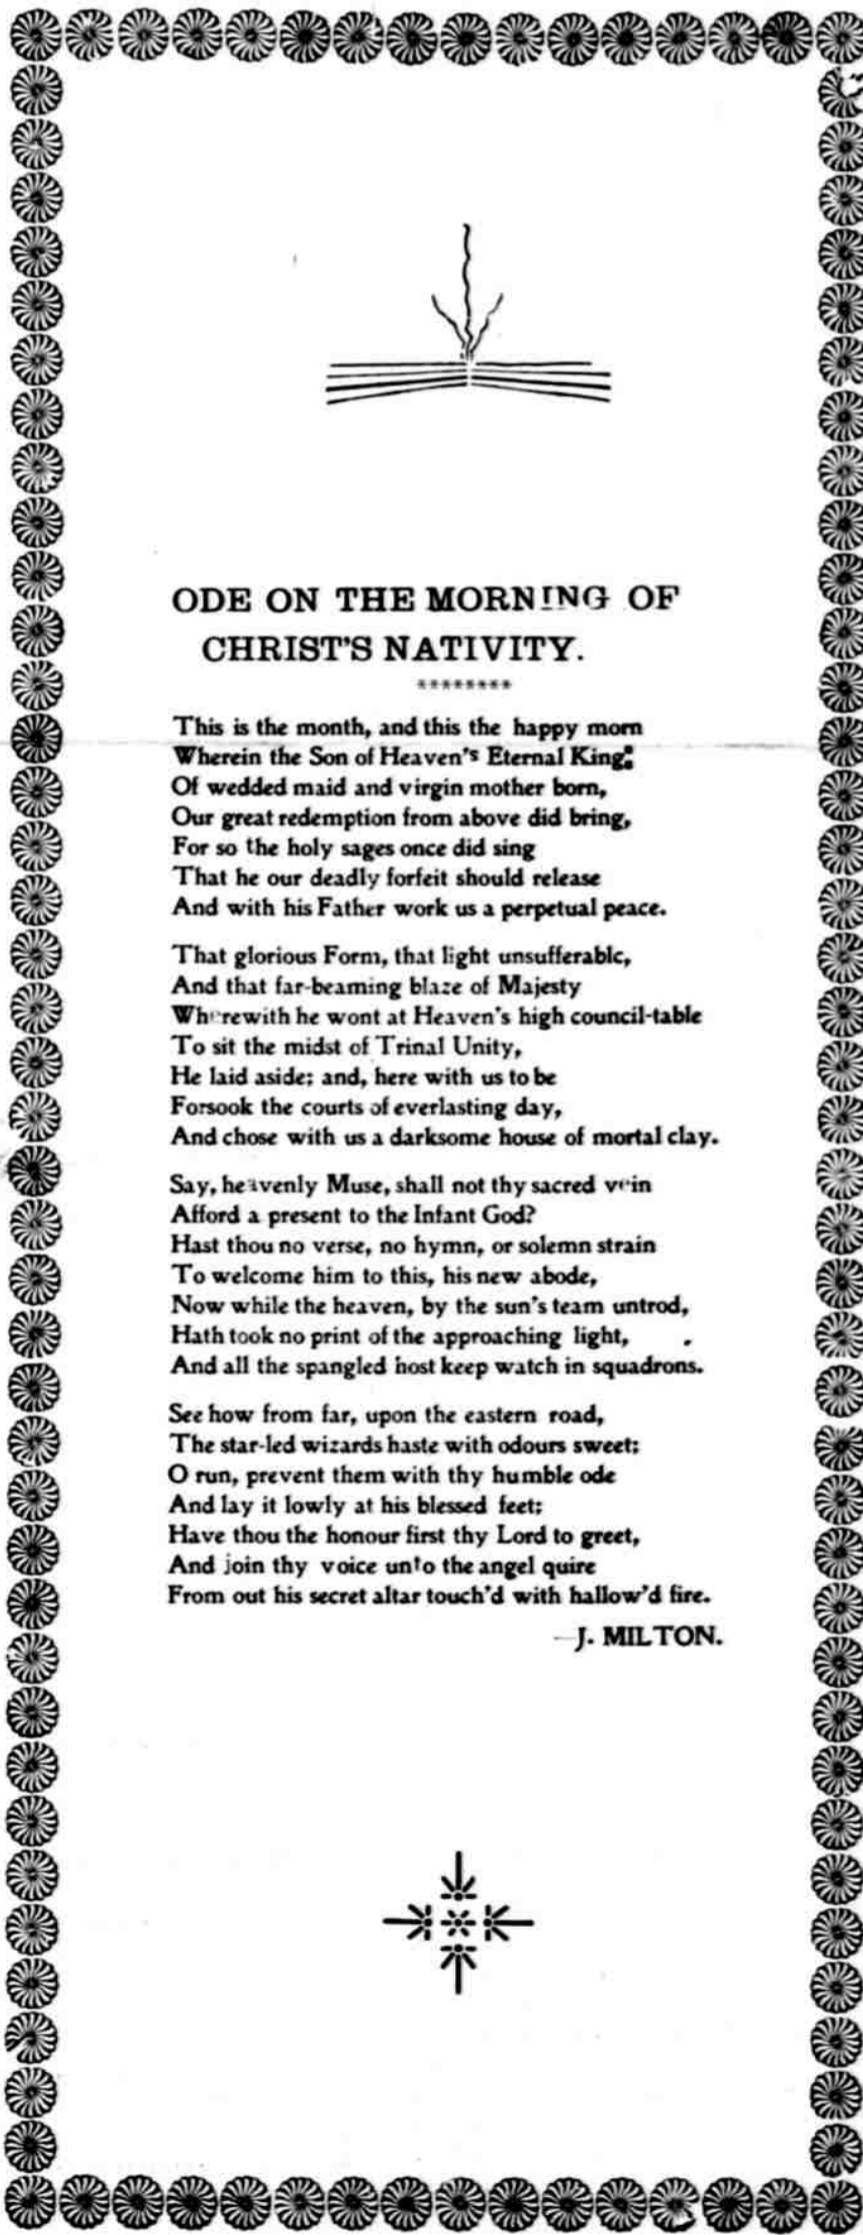 ODE ON THE MORNING OF
CHRIST'S NATIVITY.
********
This is the month, and this the happy morn
Wherein the Son of Heaven's Eternal King:
Of wedded maid and virgin mother born,
Our great redemption from above did bring,
For so the holy sages once did sing
That he our deadly forfeit should release
And with his Father work us a perpetual peace.

That glorious Form, that light unsufferable,
And that far-beaming blaze of Majesty
Wherewith he wont at Heaven's high council-table
To sit the midst of Trinal Unity,
He laid aside; and, here with us to be
Forsook the courts of everlasting day,
And chose with us a darksome house of mortal clay.

Say, heavenly Muse, shall not thy sacred vein
Afford a present to the Infant God?
Hast thou no verse, no hymn, or solemn strain
To welcome him to this, his new abode,
Now while the heaven, by the sun's team untrod,
Hath took no print of the approaching light,
And all the spangled host keep watch in squadrons.

See how from far, upon the eastern road,
The star-led wizards haste with odours sweet;
O run, prevent them with thy humble ode
And lay it lowly at his blessed feet;
Have thou the honour first thy Lord to greet,
And join thy voice unto the angel quire
From out his secret altar touch'd with hallow'd fire.
—J. MILTON.